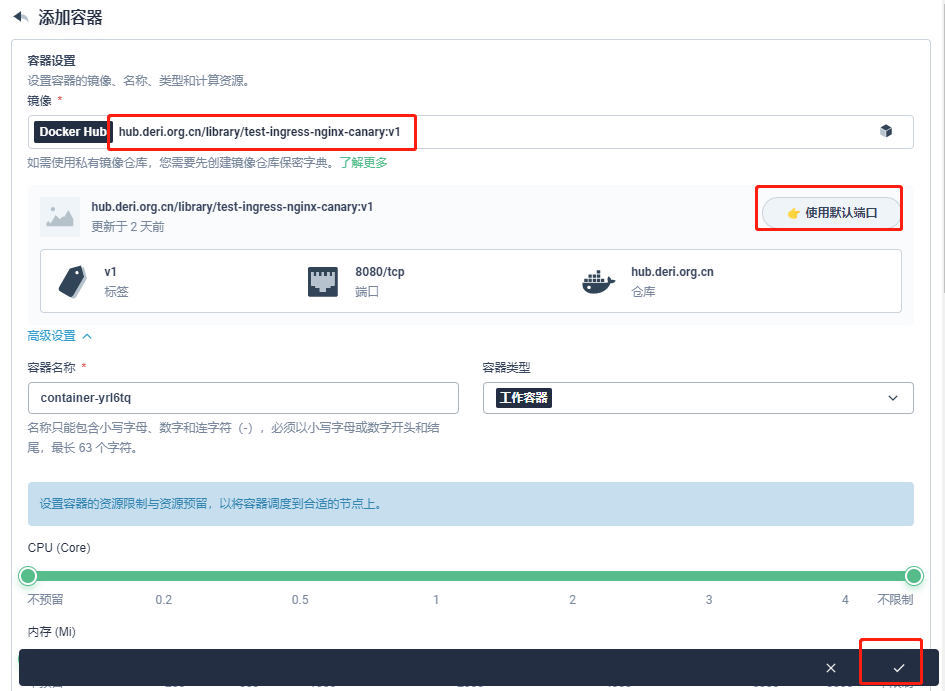 添加容器
容器设置
设置容器的镜像、名称、类型和计算资源。
镜像 *
Docker Hub hub.deri.org.cn/library/test-ingress-nginx-canary:v1
如需使用私有镜像仓库，您需要先创建镜像仓库保密字典。了解更多
hub.deri.org.cn/library/test-ingress-nginx-canary:v1
更新于 2 天前
使用默认端口
v1
标签
8080/tcp
端口
hub.deri.org.cn
仓库
高级设置
容器名称 *
container-yrl6tq
名称只能包含小写字母、数字和连字符（-），必须以小写字母或数字开头和结
尾，最长 63 个字符。
容器类型
工作容器
设置容器的资源限制与资源预留，以将容器调度到合适的节点上。
CPU (Core)
不预留 0.2 0.5 1 2 3 4 不限制
内存 (Mi)